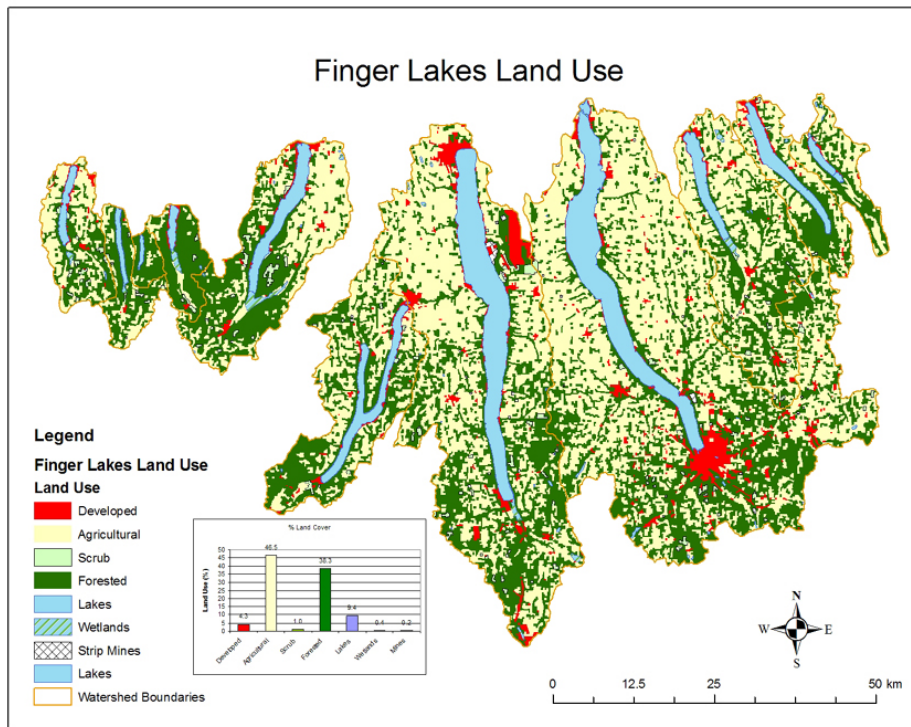 Finger Lakes Land Use
Legend
Finger Lakes Land Use
Land Use
Developed
Agricultural
Scrub
Forested
Lakes
Wetlands
Strip Mines
Lakes
Watershed Boundaries
% Land Cover
Land Use (%)
50
45
40
35
30
25
20
15
10
5
0
4.3
46.5
1.0
38.3
9.4
0.4
0.2
Developed
Agricultural
Scrub
Forested
Lakes
Wetlands
Mines
N
W E
S
0 12.5 25 50 km